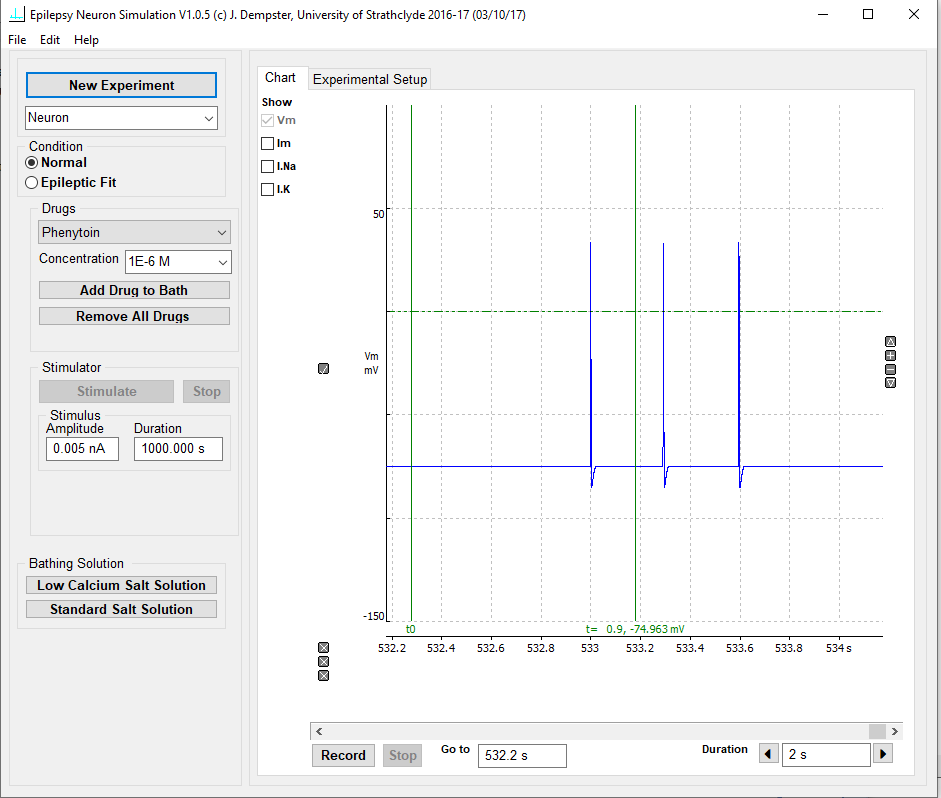 Epilepsy Neuron Simulation V1.0.5 (c) J. Dempster, University of Strathclyde 2016-17 (03/10/17)
File Edit Help
New Experiment
Neuron
Condition
Normal
Epileptic Fit
Drugs
Phenytoin
Concentration 1E-6 M
Add Drug to Bath
Remove All Drugs
Stimulator
Stimulate Stop
Stimulus
Amplitude Duration
0.005 nA 1000.000 s
Bathing Solution
Low Calcium Salt Solution
Standard Salt Solution
Chart Experimental Setup
Show
Vm
Im
I.Na
I.K
50
Vm
mV
-150
t0 t= 0.9, -74.963 mV
532.2 532.4 532.6 532.8 533 533.2 533.4 533.6 533.8 534 s
Record Stop Go to 532.2 s Duration 2 s